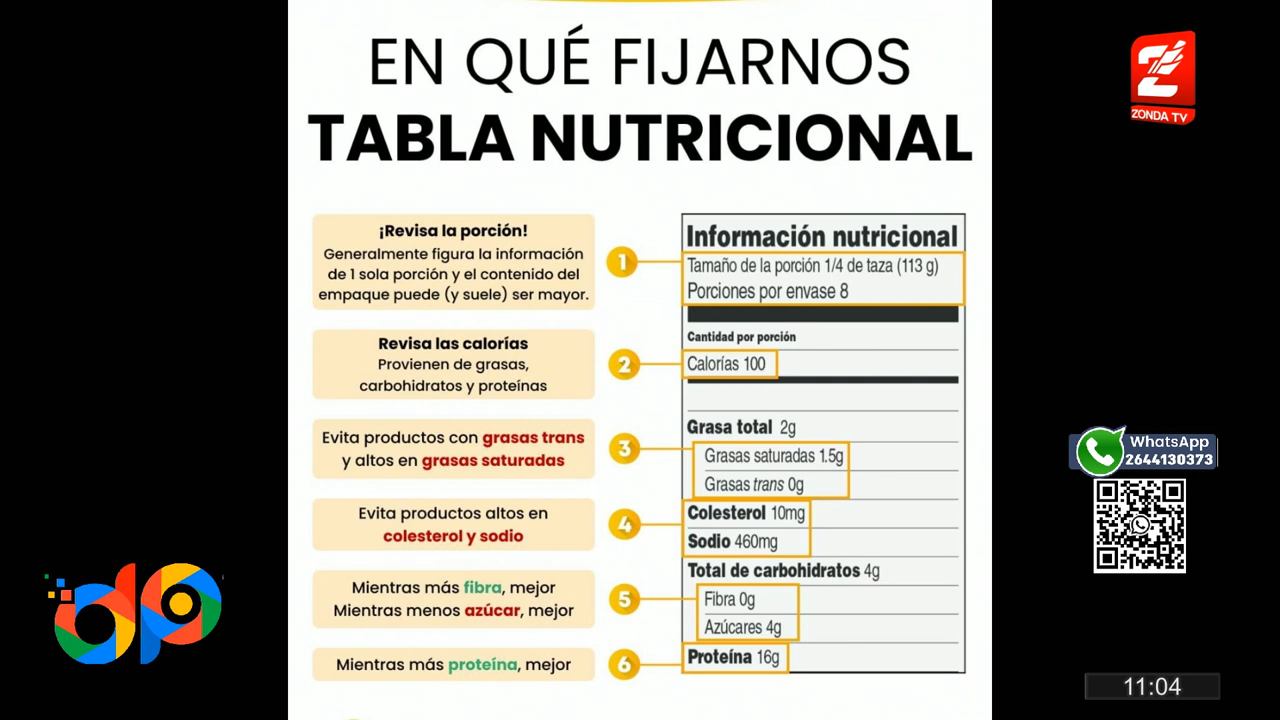 EN QUÉ FIJARNOS
TABLA NUTRICIONAL
¡Revisa la porción!
Generalmente figura la información
de 1 sola porción y el contenido del
empaque puede (y suele) ser mayor.
1
Revisa las calorías
Provienen de grasas,
carbohidratos y proteínas
2
Evita productos con grasas trans
y altos en grasas saturadas
3
Evita productos altos en
colesterol y sodio
4
Mientras más fibra, mejor
Mientras menos azúcar, mejor
5
Mientras más proteína, mejor
6
Información nutricional
Tamaño de la porción 1/4 de taza (113 g)
Porciones por envase 8
Cantidad por porción
Calorías 100
Grasa total 2g
Grasas saturadas 1.5g
Grasas trans 0g
Colesterol 10mg
Sodio 460mg
Total de carbohidratos 4g
Fibra 0g
Azúcares 4g
Proteína 16g
Z
ZONDA TV
WhatsApp
2644130373
dp
11:04